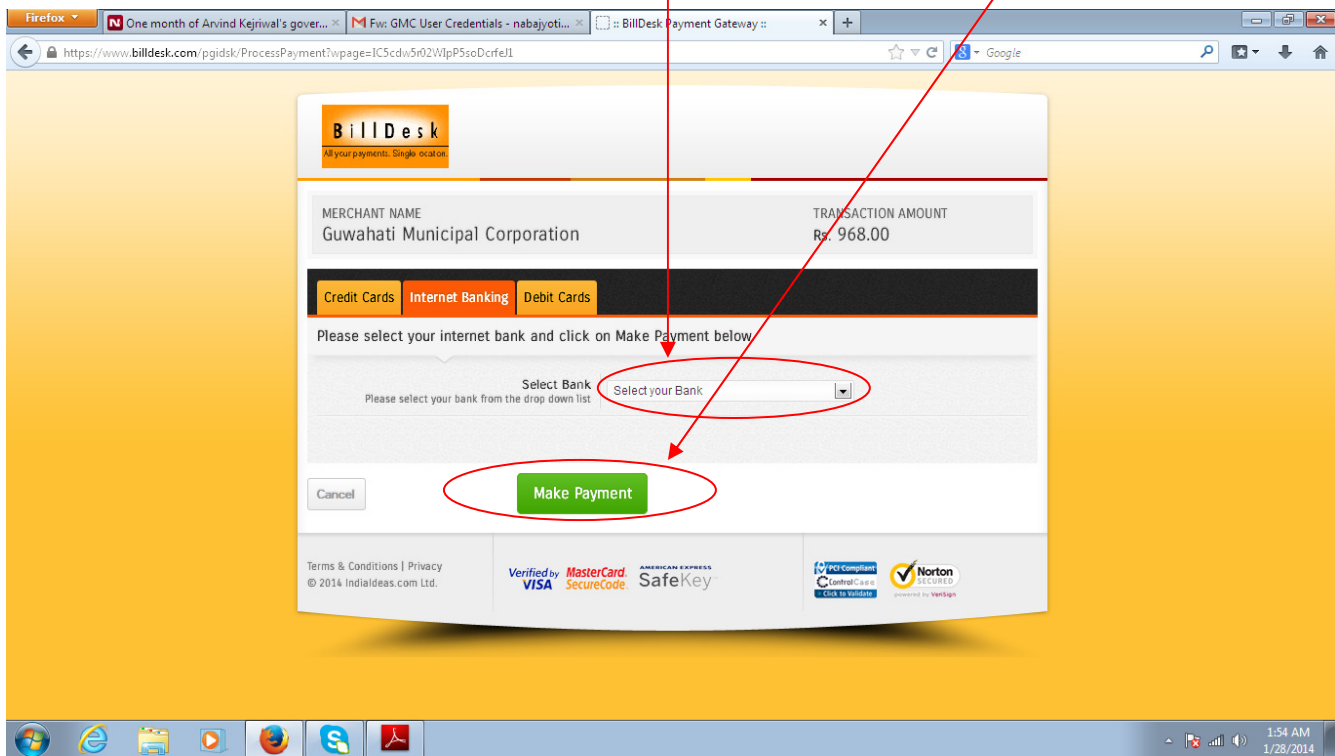 Firefox
One month of Arvind Kejriwal's gover...
Fw: GMC User Credentials - nabajyoti...
:: BillDesk Payment Gateway ::
https://www.billdesk.com/pgidsk/ProcessPayment?wpage=IC5cdw5r02WIpP5soDcrfeJ1
Google
BillDesk
All your payments. Single ocation.
MERCHANT NAME
TRANSACTION AMOUNT
Guwahati Municipal Corporation
Rs. 968.00
Credit Cards
Internet Banking
Debit Cards
Please select your internet bank and click on Make Payment below
Select Bank
Please select your bank from the drop down list
Select your Bank
Cancel
Make Payment
Terms & Conditions | Privacy
© 2014 IndiaIdeas.com Ltd.
Verified by
VISA
MasterCard.
SecureCode.
AMERICAN EXPRESS
SafeKey
PCI Compliant
ControlCase
Click to Validate
Norton
SECURED
powered by VeriSign
1:54 AM
1/28/2014